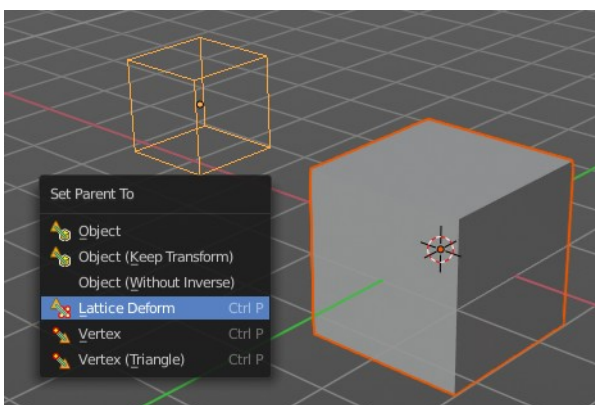 Set Parent To
Object
Object (Keep Transform)
Object (Without Inverse)
Lattice Deform Ctrl P
Vertex Ctrl P
Vertex (Triangle) Ctrl P